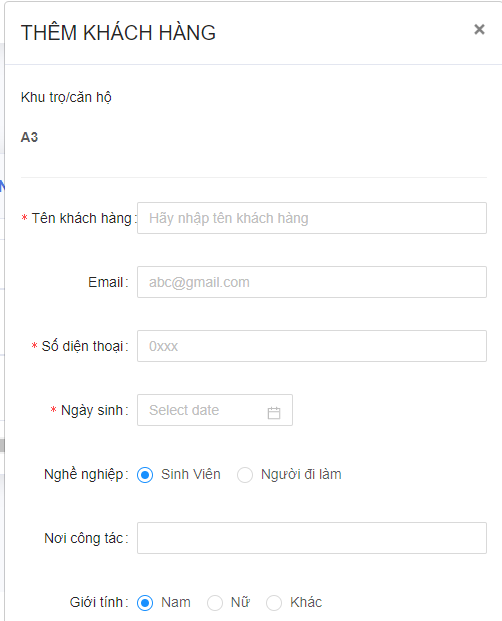 THÊM KHÁCH HÀNG ×
Khu trọ/căn hộ
A3
* Tên khách hàng: Hãy nhập tên khách hàng
Email: abc@gmail.com
* Số diện thoại: 0xxx
* Ngày sinh: Select date
Nghề nghiệp: Sinh Viên Người đi làm
Nơi công tác:
Giới tính: Nam Nữ Khác